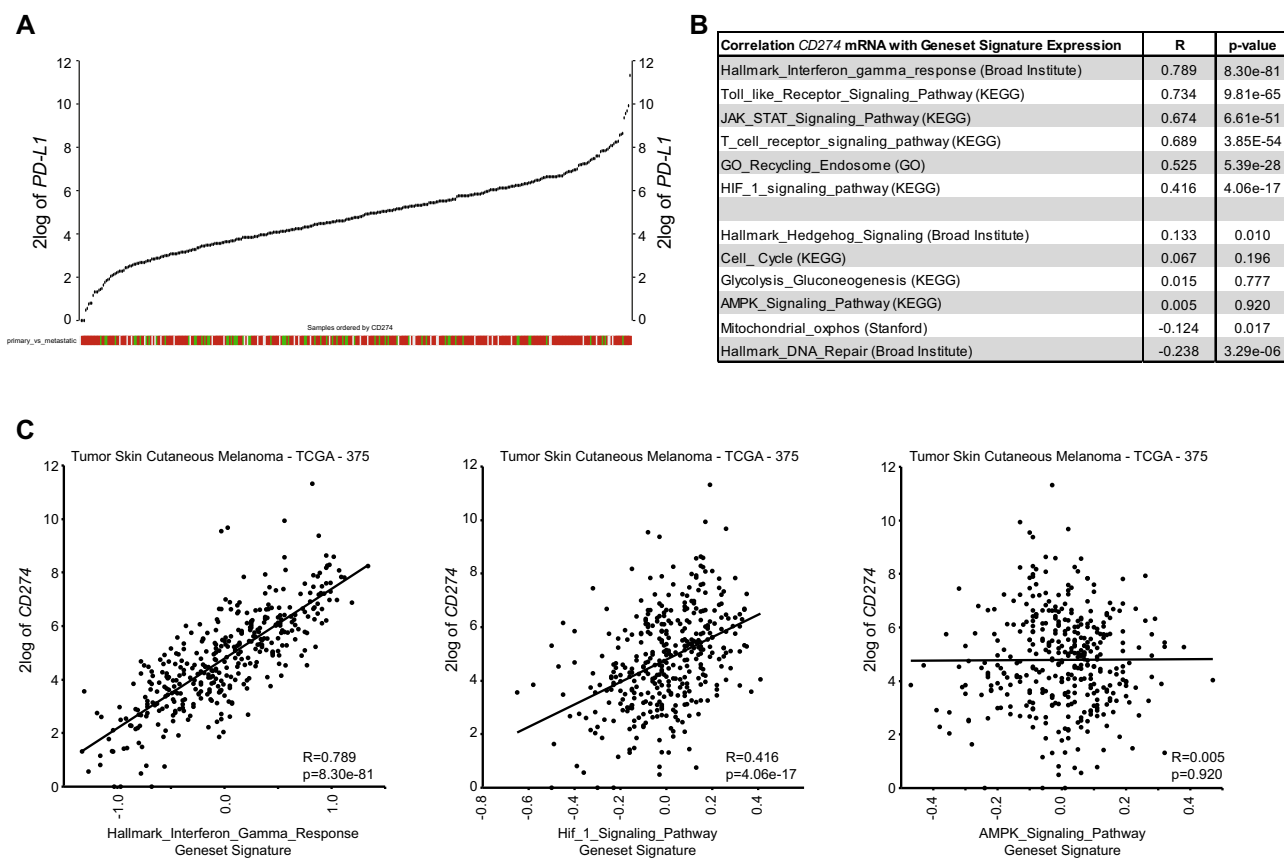 A
12
10
8
6
4
2
0
2log of PD-L1
12
10
8
6
4
2
0
2log of PD-L1
Samples ordered by CD274
primary_vs_metastatic
B
Correlation CD274 mRNA with Geneset Signature Expression R p-value
Hallmark_Interferon_gamma_response (Broad Institute) 0.789 8.30e-81
Toll_like_Receptor_Signaling_Pathway (KEGG) 0.734 9.81e-65
JAK_STAT_Signaling_Pathway (KEGG) 0.674 6.61e-51
T_cell_receptor_signaling_pathway (KEGG) 0.689 3.85E-54
GO_Recycling_Endosome (GO) 0.525 5.39e-28
HIF_1_signaling_pathway (KEGG) 0.416 4.06e-17
Hallmark_Hedgehog_Signaling (Broad Institute) 0.133 0.010
Cell_ Cycle (KEGG) 0.067 0.196
Glycolysis_Gluconeogenesis (KEGG) 0.015 0.777
AMPK_Signaling_Pathway (KEGG) 0.005 0.920
Mitochondrial_oxphos (Stanford) -0.124 0.017
Hallmark_DNA_Repair (Broad Institute) -0.238 3.29e-06
C
Tumor Skin Cutaneous Melanoma - TCGA - 375
12
10
8
6
4
2
0
2log of CD274
R=0.789
p=8.30e-81
-1.0 0.0 1.0
Hallmark_Interferon_Gamma_Response
Geneset Signature
Tumor Skin Cutaneous Melanoma - TCGA - 375
12
10
8
6
4
2
0
2log of CD274
R=0.416
p=4.06e-17
-0.8 -0.6 -0.4 -0.2 0.0 0.2 0.4
Hif_1_Signaling_Pathway
Geneset Signature
Tumor Skin Cutaneous Melanoma - TCGA - 375
12
10
8
6
4
2
0
2log of CD274
R=0.005
p=0.920
-0.4 -0.2 0.0 0.2 0.4
AMPK_Signaling_Pathway
Geneset Signature